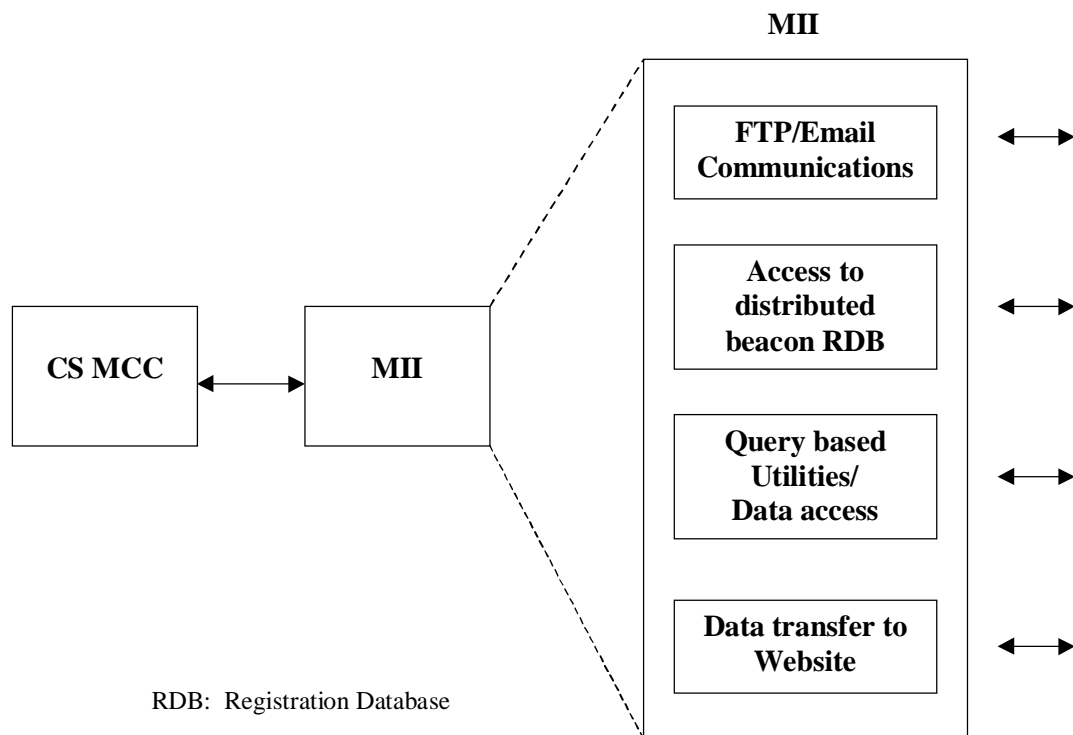 MII
FTP/Email
Communications
Access to
distributed
beacon RDB
CS MCC
MII
Query based
Utilities/
Data access
Data transfer to
Website
RDB: Registration Database